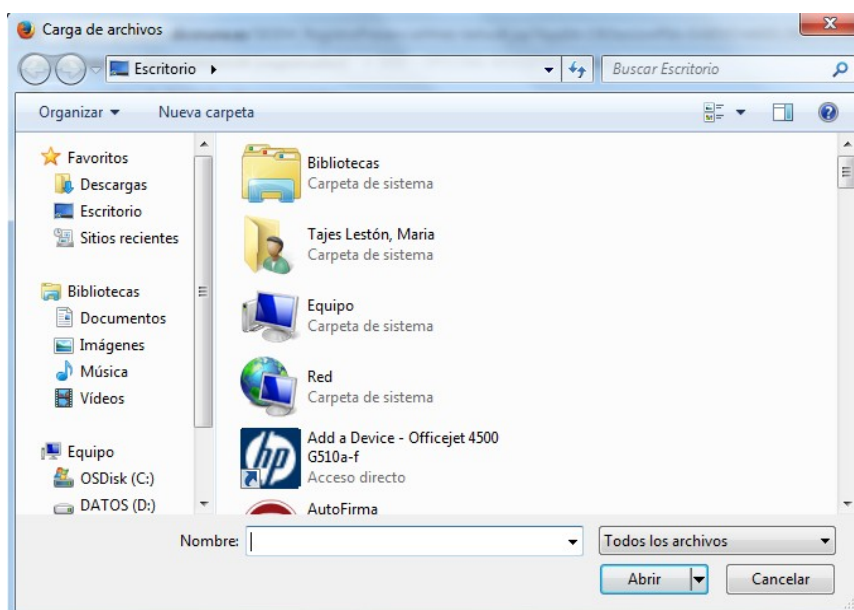 Carga de archivos
Escritorio
Buscar Escritorio
Organizar
Nueva carpeta
Favoritos
Descargas
Escritorio
Sitios recientes
Bibliotecas
Documentos
Imágenes
Música
Vídeos
Equipo
OSDisk (C:)
DATOS (D:)
Bibliotecas
Carpeta de sistema
Tajes Lestón, Maria
Carpeta de sistema
Equipo
Carpeta de sistema
Red
Carpeta de sistema
hp
Add a Device - Officejet 4500
G510a-f
Acceso directo
AutoFirma
Nombre:
Todos los archivos
Abrir
Cancelar